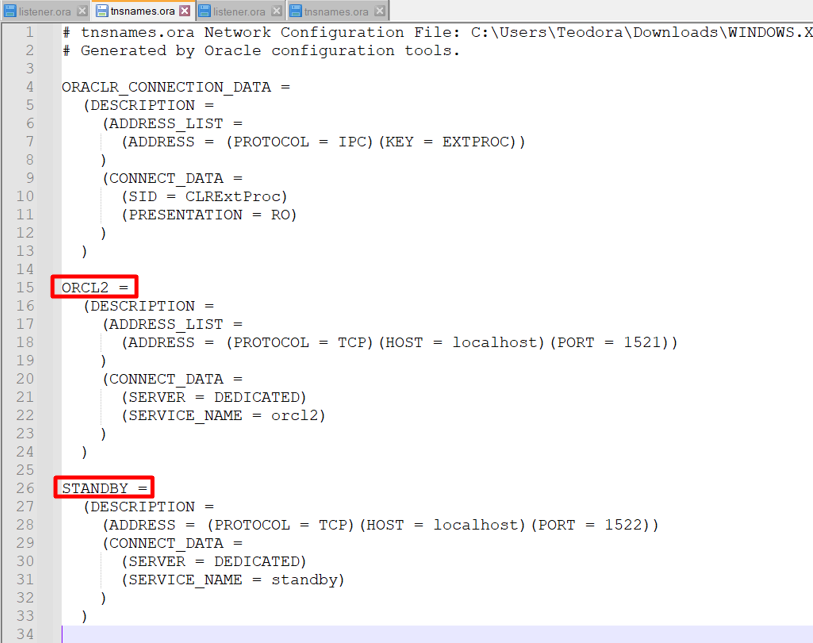 listener.ora tnsnames.ora listener.ora tnsnames.ora
1 # tnsnames.ora Network Configuration File: C:\Users\Teodora\Downloads\WINDOWS.X
2 # Generated by Oracle configuration tools.
3
4 ORACLR_CONNECTION_DATA =
5 (DESCRIPTION =
6 (ADDRESS_LIST =
7 (ADDRESS = (PROTOCOL = IPC)(KEY = EXTPROC))
8 )
9 (CONNECT_DATA =
10 (SID = CLRExtProc)
11 (PRESENTATION = RO)
12 )
13 )
14
15 ORCL2 =
16 (DESCRIPTION =
17 (ADDRESS_LIST =
18 (ADDRESS = (PROTOCOL = TCP)(HOST = localhost)(PORT = 1521))
19 )
20 (CONNECT_DATA =
21 (SERVER = DEDICATED)
22 (SERVICE_NAME = orcl2)
23 )
24 )
25
26 STANDBY =
27 (DESCRIPTION =
28 (ADDRESS = (PROTOCOL = TCP)(HOST = localhost)(PORT = 1522))
29 (CONNECT_DATA =
30 (SERVER = DEDICATED)
31 (SERVICE_NAME = standby)
32 )
33 )
34